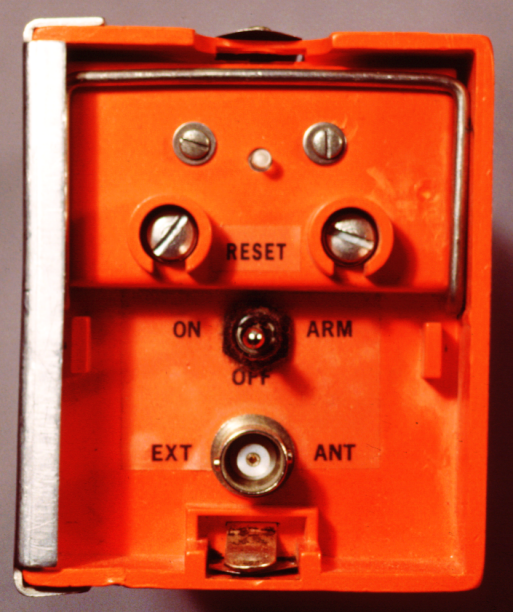 RESET
ON ARM
OFF
EXT ANT